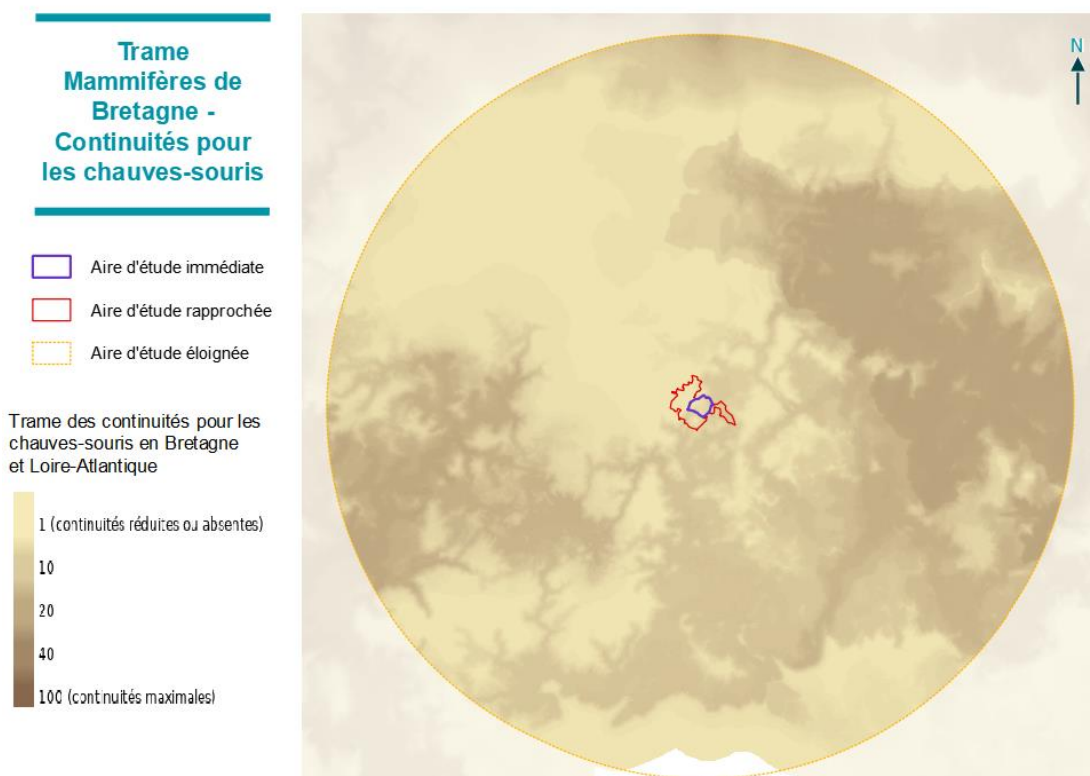 Trame
Mammifères de
Bretagne -
Continuités pour
les chauves-souris
N
Aire d'étude immédiate
Aire d'étude rapprochée
Aire d'étude éloignée
Trame des continuités pour les
chauves-souris en Bretagne
et Loire-Atlantique
1 (continuités réduites ou absentes)
10
20
40
100 (continuités maximales)